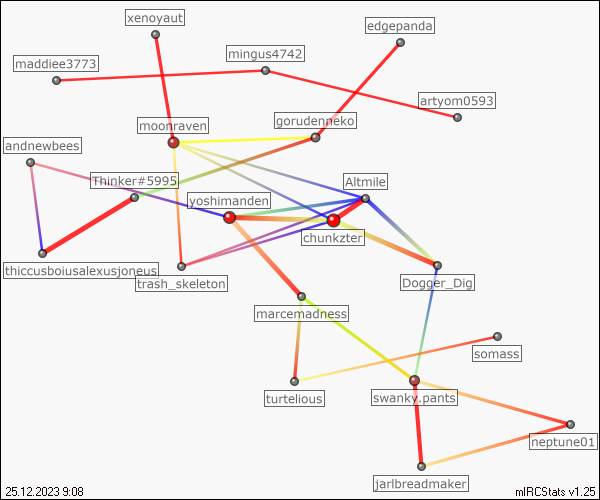 xenoyaut
edgepanda
mingus4742
maddiee3773
artyom0593
moonraven
gorudenneko
andnewbees
Thinker#5995
Altmile
yoshimanden
chunkzter
thiccusboiusalexusjoneus
trash_skeleton
Dogger_Dig
marcemadness
somass
turtelious
swanky.pants
neptune01
jarlbreadmaker
25.12.2023 9:08
mIRCStats v1.25